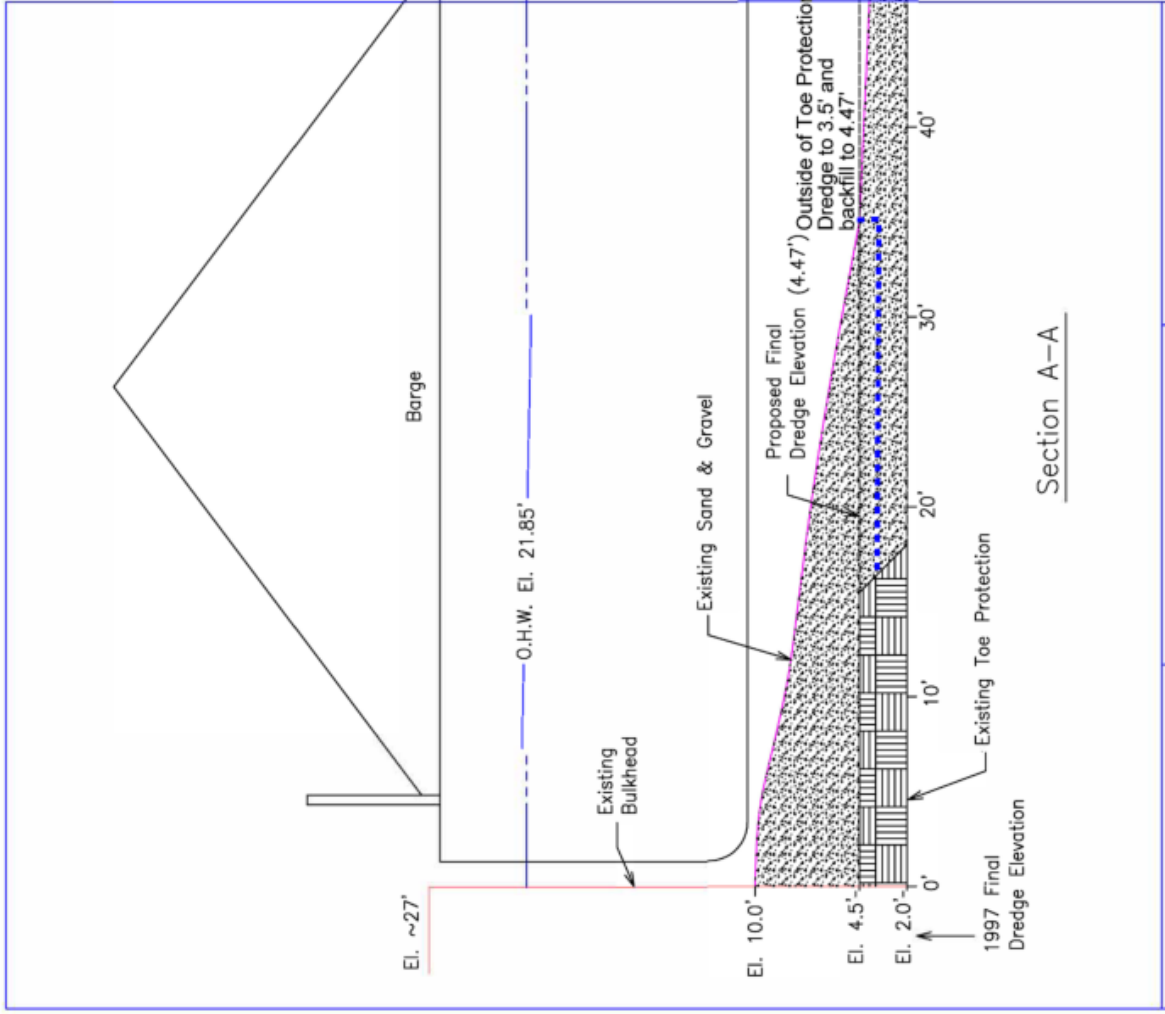 Barge
O.H.W. El. 21.85'
El. ~27'
Existing
Bulkhead
Existing Sand & Gravel
Proposed Final
Dredge Elevation (4.47')
Outside of Toe Protection
Dredge to 3.5' and
backfill to 4.47'
El. 10.0'
El. 4.5'
El. 2.0'
0'
10'
20'
30'
40'
1997 Final
Dredge Elevation
Existing Toe Protection
Section A-A